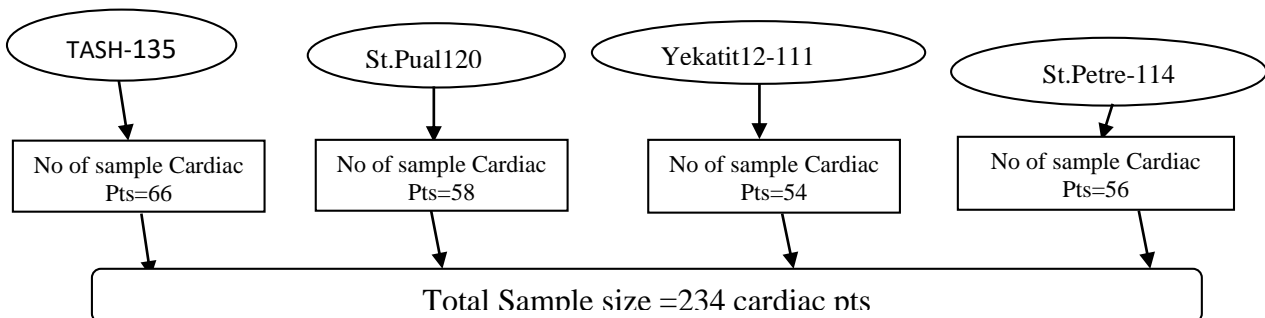 TASH-135
St.Pual120
Yekatit12-111
St.Petre-114
No of sample Cardiac
Pts=66
No of sample Cardiac
Pts=58
No of sample Cardiac
Pts=54
No of sample Cardiac
Pts=56
Total Sample size =234 cardiac pts